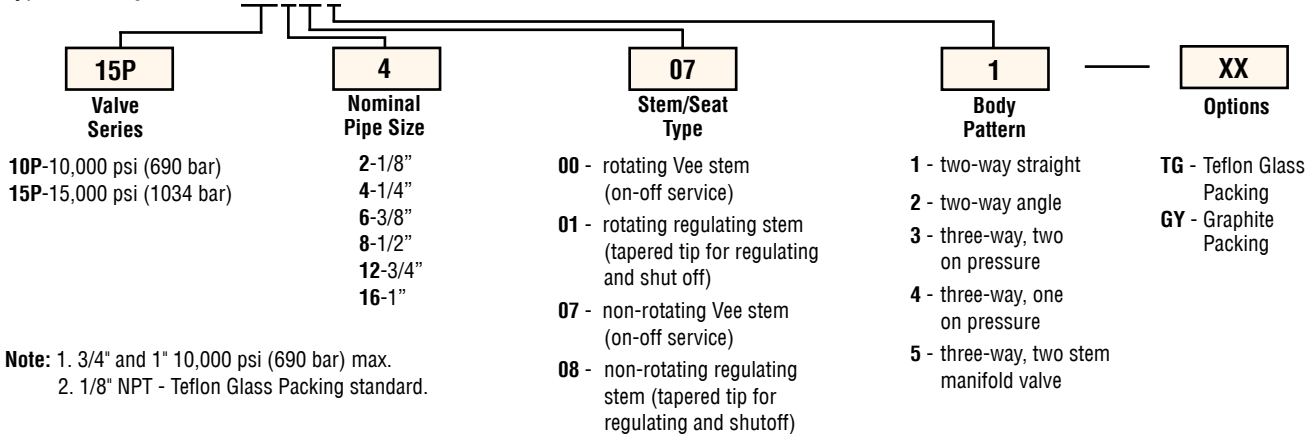 15P
Valve
Series
10P-10,000 psi (690 bar)
15P-15,000 psi (1034 bar)
4
Nominal
Pipe Size
2-1/8”
4-1/4”
6-3/8”
8-1/2”
12-3/4”
16-1”
07
Stem/Seat
Type
00 - rotating Vee stem
(on-off service)
01 - rotating regulating stem
(tapered tip for regulating
and shut off)
07 - non-rotating Vee stem
(on-off service)
08 - non-rotating regulating
stem (tapered tip for
regulating and shutoff)
1
Body
Pattern
1 - two-way straight
2 - two-way angle
3 - three-way, two
on pressure
4 - three-way, one
on pressure
5 - three-way, two stem
manifold valve
XX
Options
TG - Teflon Glass
Packing
GY - Graphite
Packing
Note: 1. 3/4" and 1" 10,000 psi (690 bar) max.
2. 1/8" NPT - Teflon Glass Packing standard.